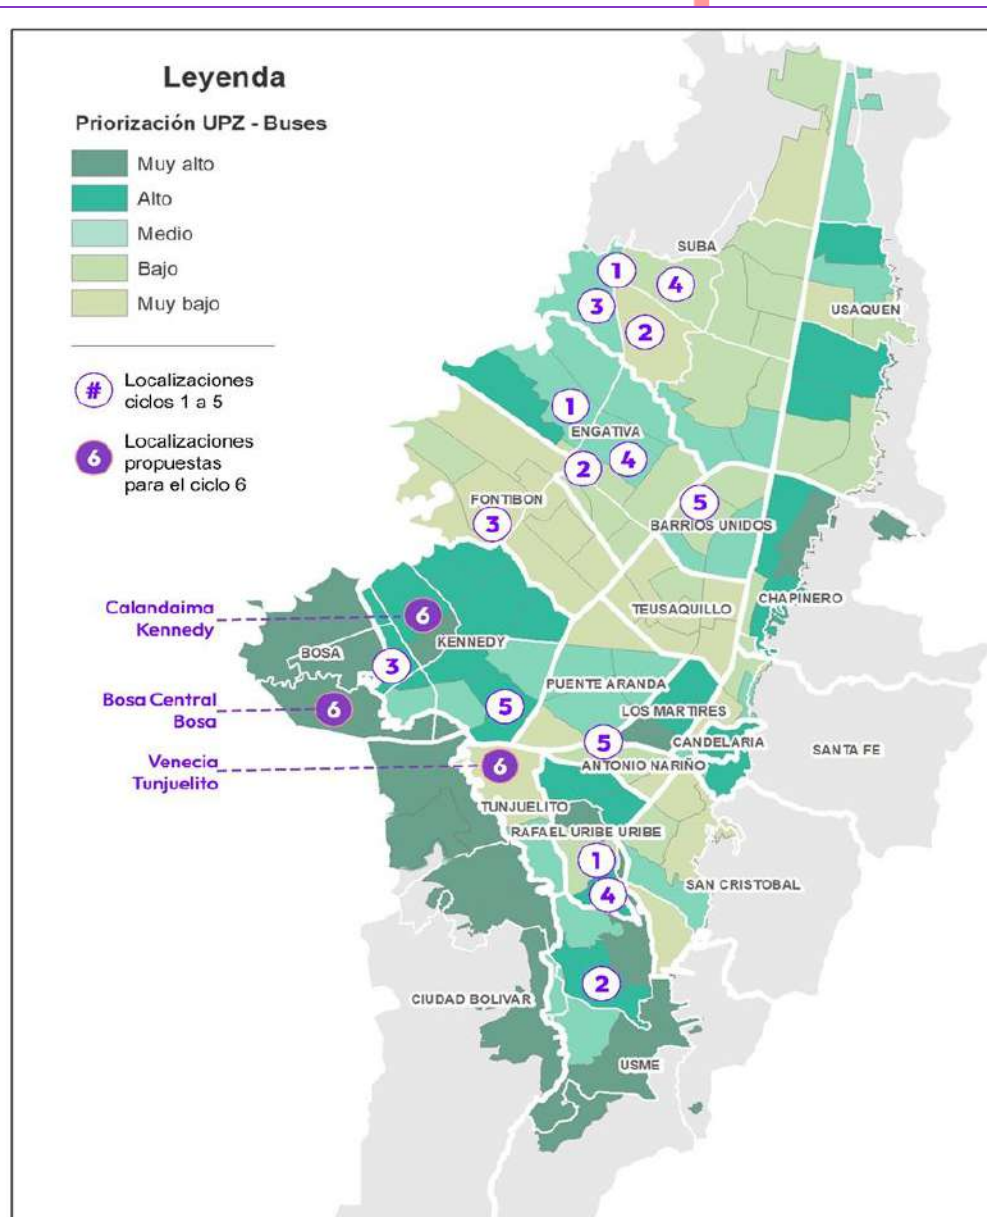 Leyenda
Priorización UPZ - Buses
Muy alto
Alto
Medio
Bajo
Muy bajo
# Localizaciones
ciclos 1 a 5
6 Localizaciones
propuestas
para el ciclo 6
SUBA
1
4
3
2
USAQUEN
1
ENGATIVA
2
4
FONTIBON
3
5
BARRIOS UNIDOS
TEUSAQUILLO
CHAPINERO
Calandaima
Kennedy
6
KENNEDY
BOSA
3
Bosa Central
Bosa
6
5
PUENTE ARANDA
LOS MARTIRES
5
CANDELARIA
SANTA FE
ANTONIO NARIÑO
Venecia
Tunjuelito
6
TUNJUELITO
RAFAEL URIBE URIBE
1
4
SAN CRISTOBAL
2
CIUDAD BOLIVAR
USME